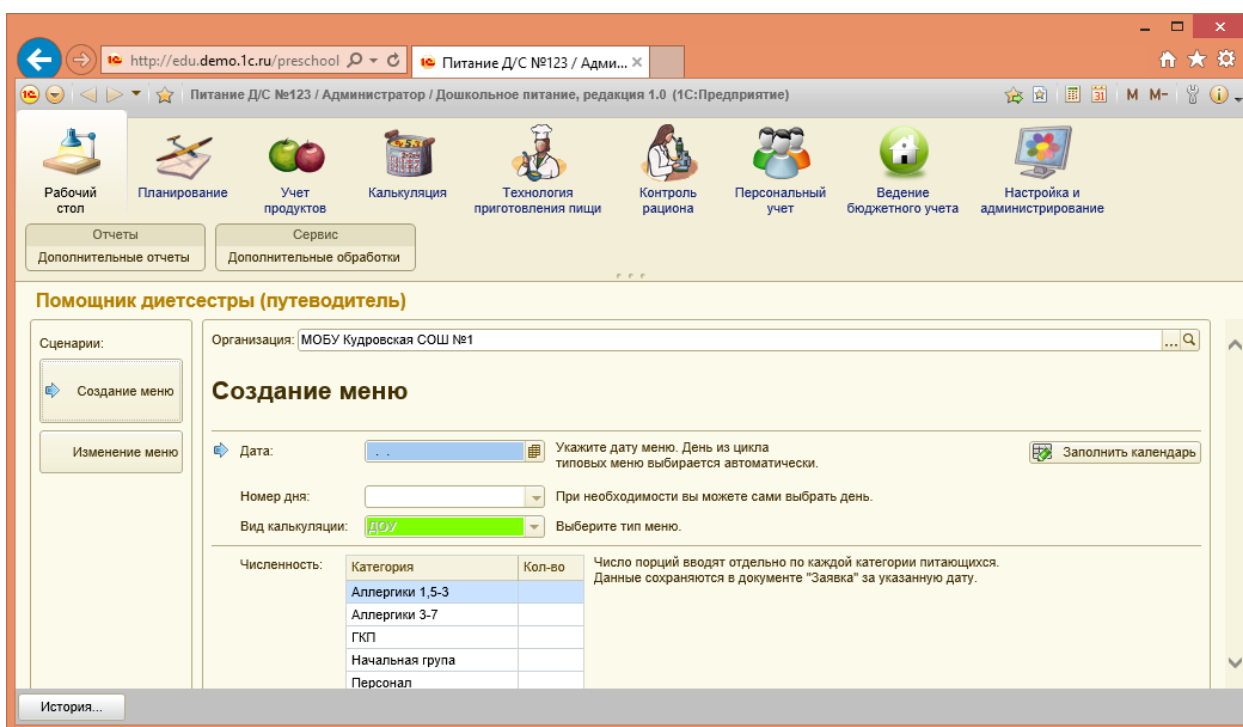 http://edu.demo.1c.ru/preschool
Питание Д/С №123 / Адми...
Питание Д/С №123 / Администратор / Дошкольное питание, редакция 1.0 (1С:Предприятие)
M M-
Рабочий стол
Планирование
Учет продуктов
Калькуляция
Технология приготовления пищи
Контроль рациона
Персональный учет
Ведение бюджетного учета
Настройка и администрирование
Отчеты
Дополнительные отчеты
Сервис
Дополнительные обработки
Помощник диетсестры (путеводитель)
Сценарии:
Создание меню
Изменение меню
Организация: МОБУ Кудровская СОШ №1
Создание меню
Дата: . .
Укажите дату меню. День из цикла
типовых меню выбирается автоматически.
Заполнить календарь
Номер дня:
При необходимости вы можете сами выбрать день.
Вид калькуляции: ДОУ
Выберите тип меню.
Численность:
Категория Кол-во
Аллергики 1,5-3
Аллергики 3-7
ГКП
Начальная група
Персонал
Число порций вводят отдельно по каждой категории питающихся.
Данные сохраняются в документе "Заявка" за указанную дату.
История...